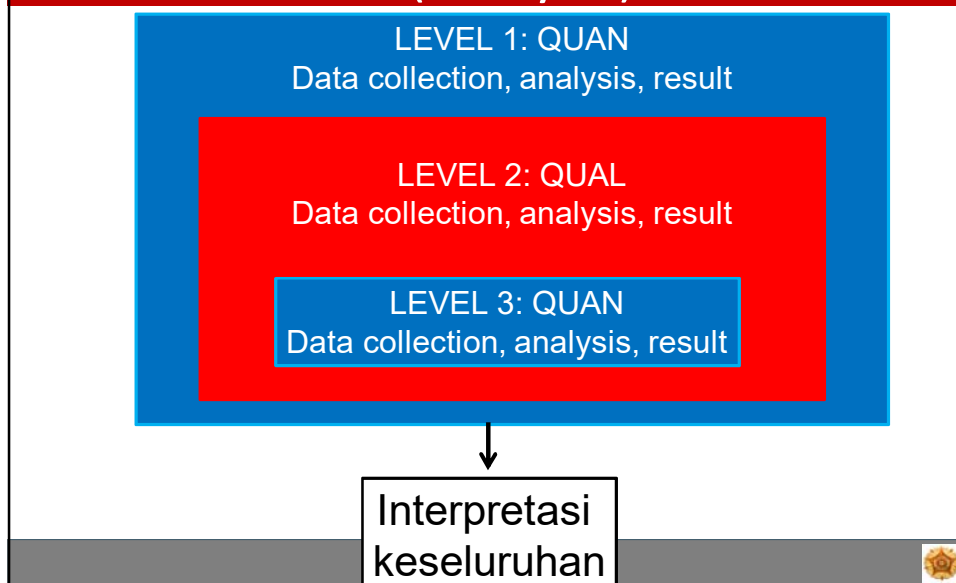 LEVEL 1: QUAN
Data collection, analysis, result
LEVEL 2: QUAL
Data collection, analysis, result
LEVEL 3: QUAN
Data collection, analysis, result
Interpretasi
keseluruhan